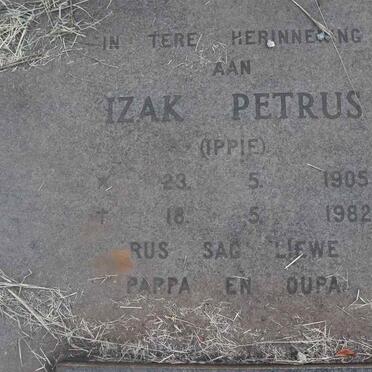 IN TERE HERINNERING
AAN
IZAK PETRUS
(IPPIE)
* 23. 5. 1905
† 18. 5. 1982
RUS SAG LIEWE
PAPPA EN OUPA